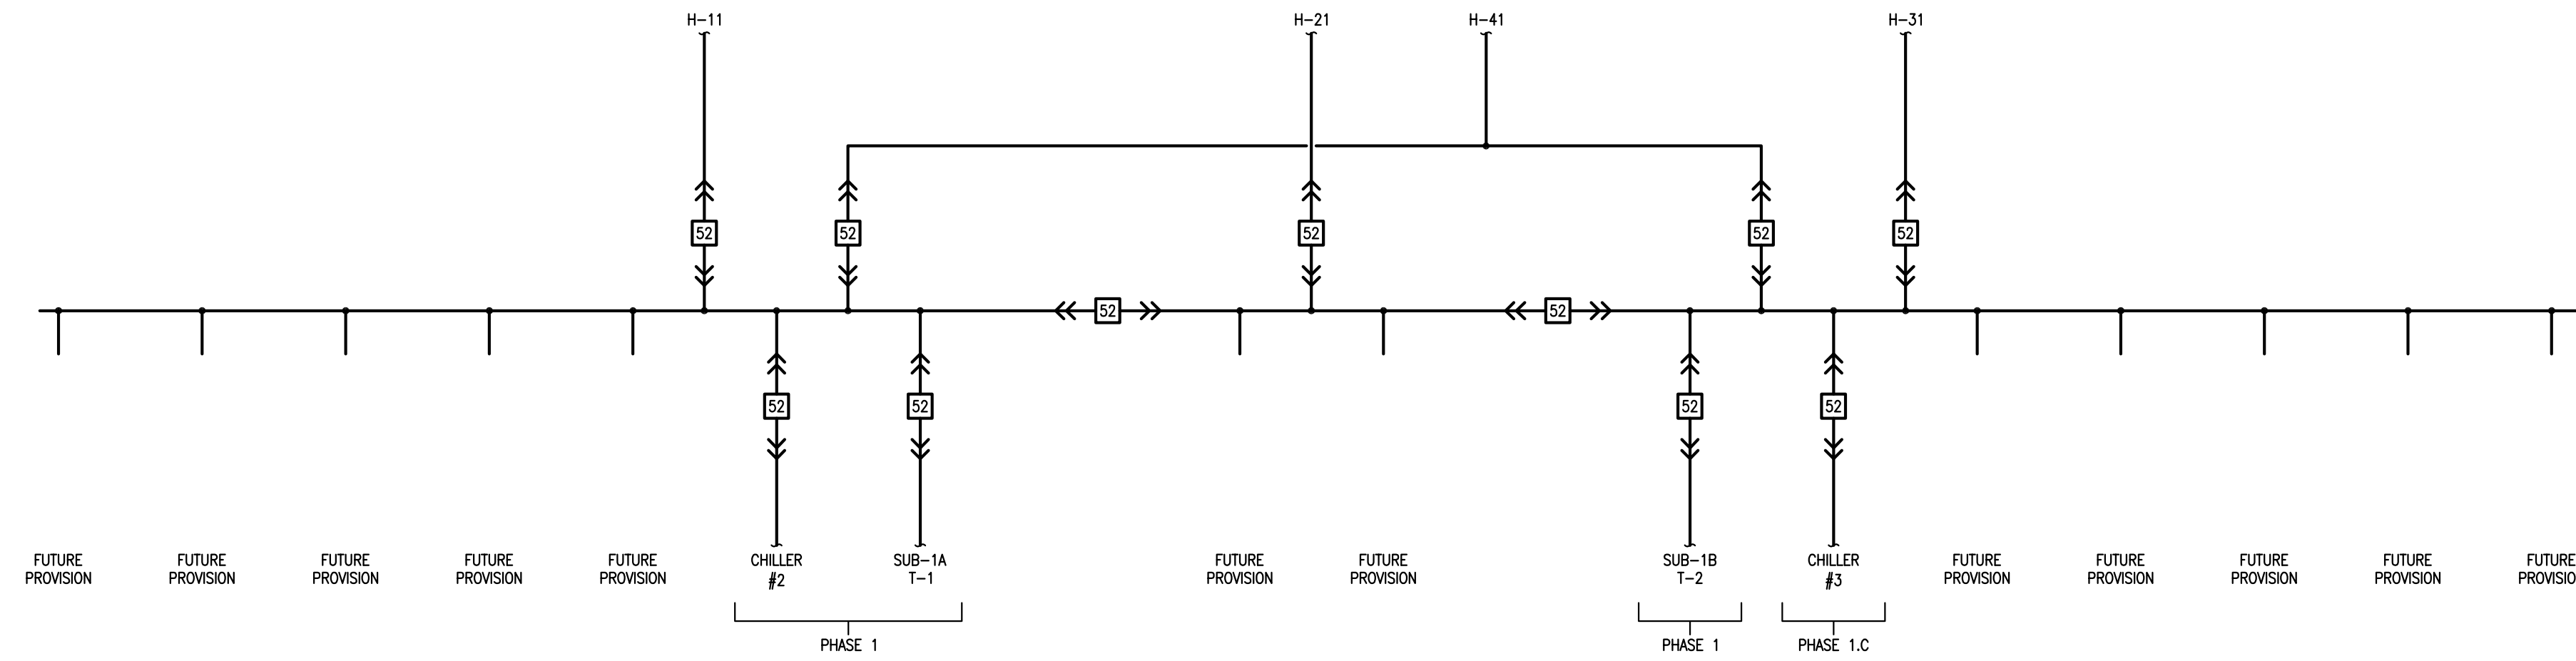 H-11
H-21
H-41
H-31
52
52
52
52
52
52
52
52
52
52
52
FUTURE
PROVISION
FUTURE
PROVISION
FUTURE
PROVISION
FUTURE
PROVISION
FUTURE
PROVISION
CHILLER
#2
SUB-1A
T-1
FUTURE
PROVISION
FUTURE
PROVISION
SUB-1B
T-2
CHILLER
#3
FUTURE
PROVISION
FUTURE
PROVISION
FUTURE
PROVISION
FUTURE
PROVISION
FUTURE
PROVISIO
PHASE 1
PHASE 1
PHASE 1.C